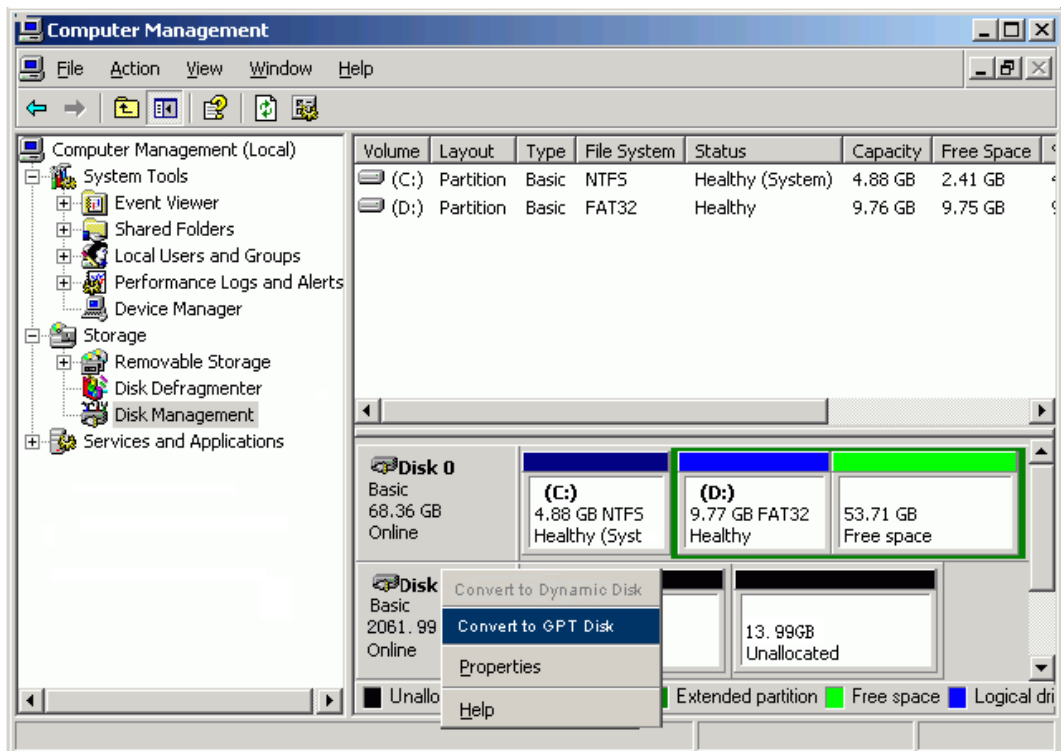 Computer Management
File Action View Window Help
Computer Management (Local)
System Tools
Event Viewer
Shared Folders
Local Users and Groups
Performance Logs and Alerts
Device Manager
Storage
Removable Storage
Disk Defragmenter
Disk Management
Services and Applications
Volume Layout Type File System Status Capacity Free Space
(C:) Partition Basic NTFS Healthy (System) 4.88 GB 2.41 GB
(D:) Partition Basic FAT32 Healthy 9.76 GB 9.75 GB
Disk 0
Basic
68.36 GB
Online
(C:)
4.88 GB NTFS
Healthy (Syst
(D:)
9.77 GB FAT32
Healthy
53.71 GB
Free space
Disk
Basic
2061.99
Online
Convert to Dynamic Disk
Convert to GPT Disk
Properties
Help
13.99GB
Unallocated
Unallo
Extended partition Free space Logical dri